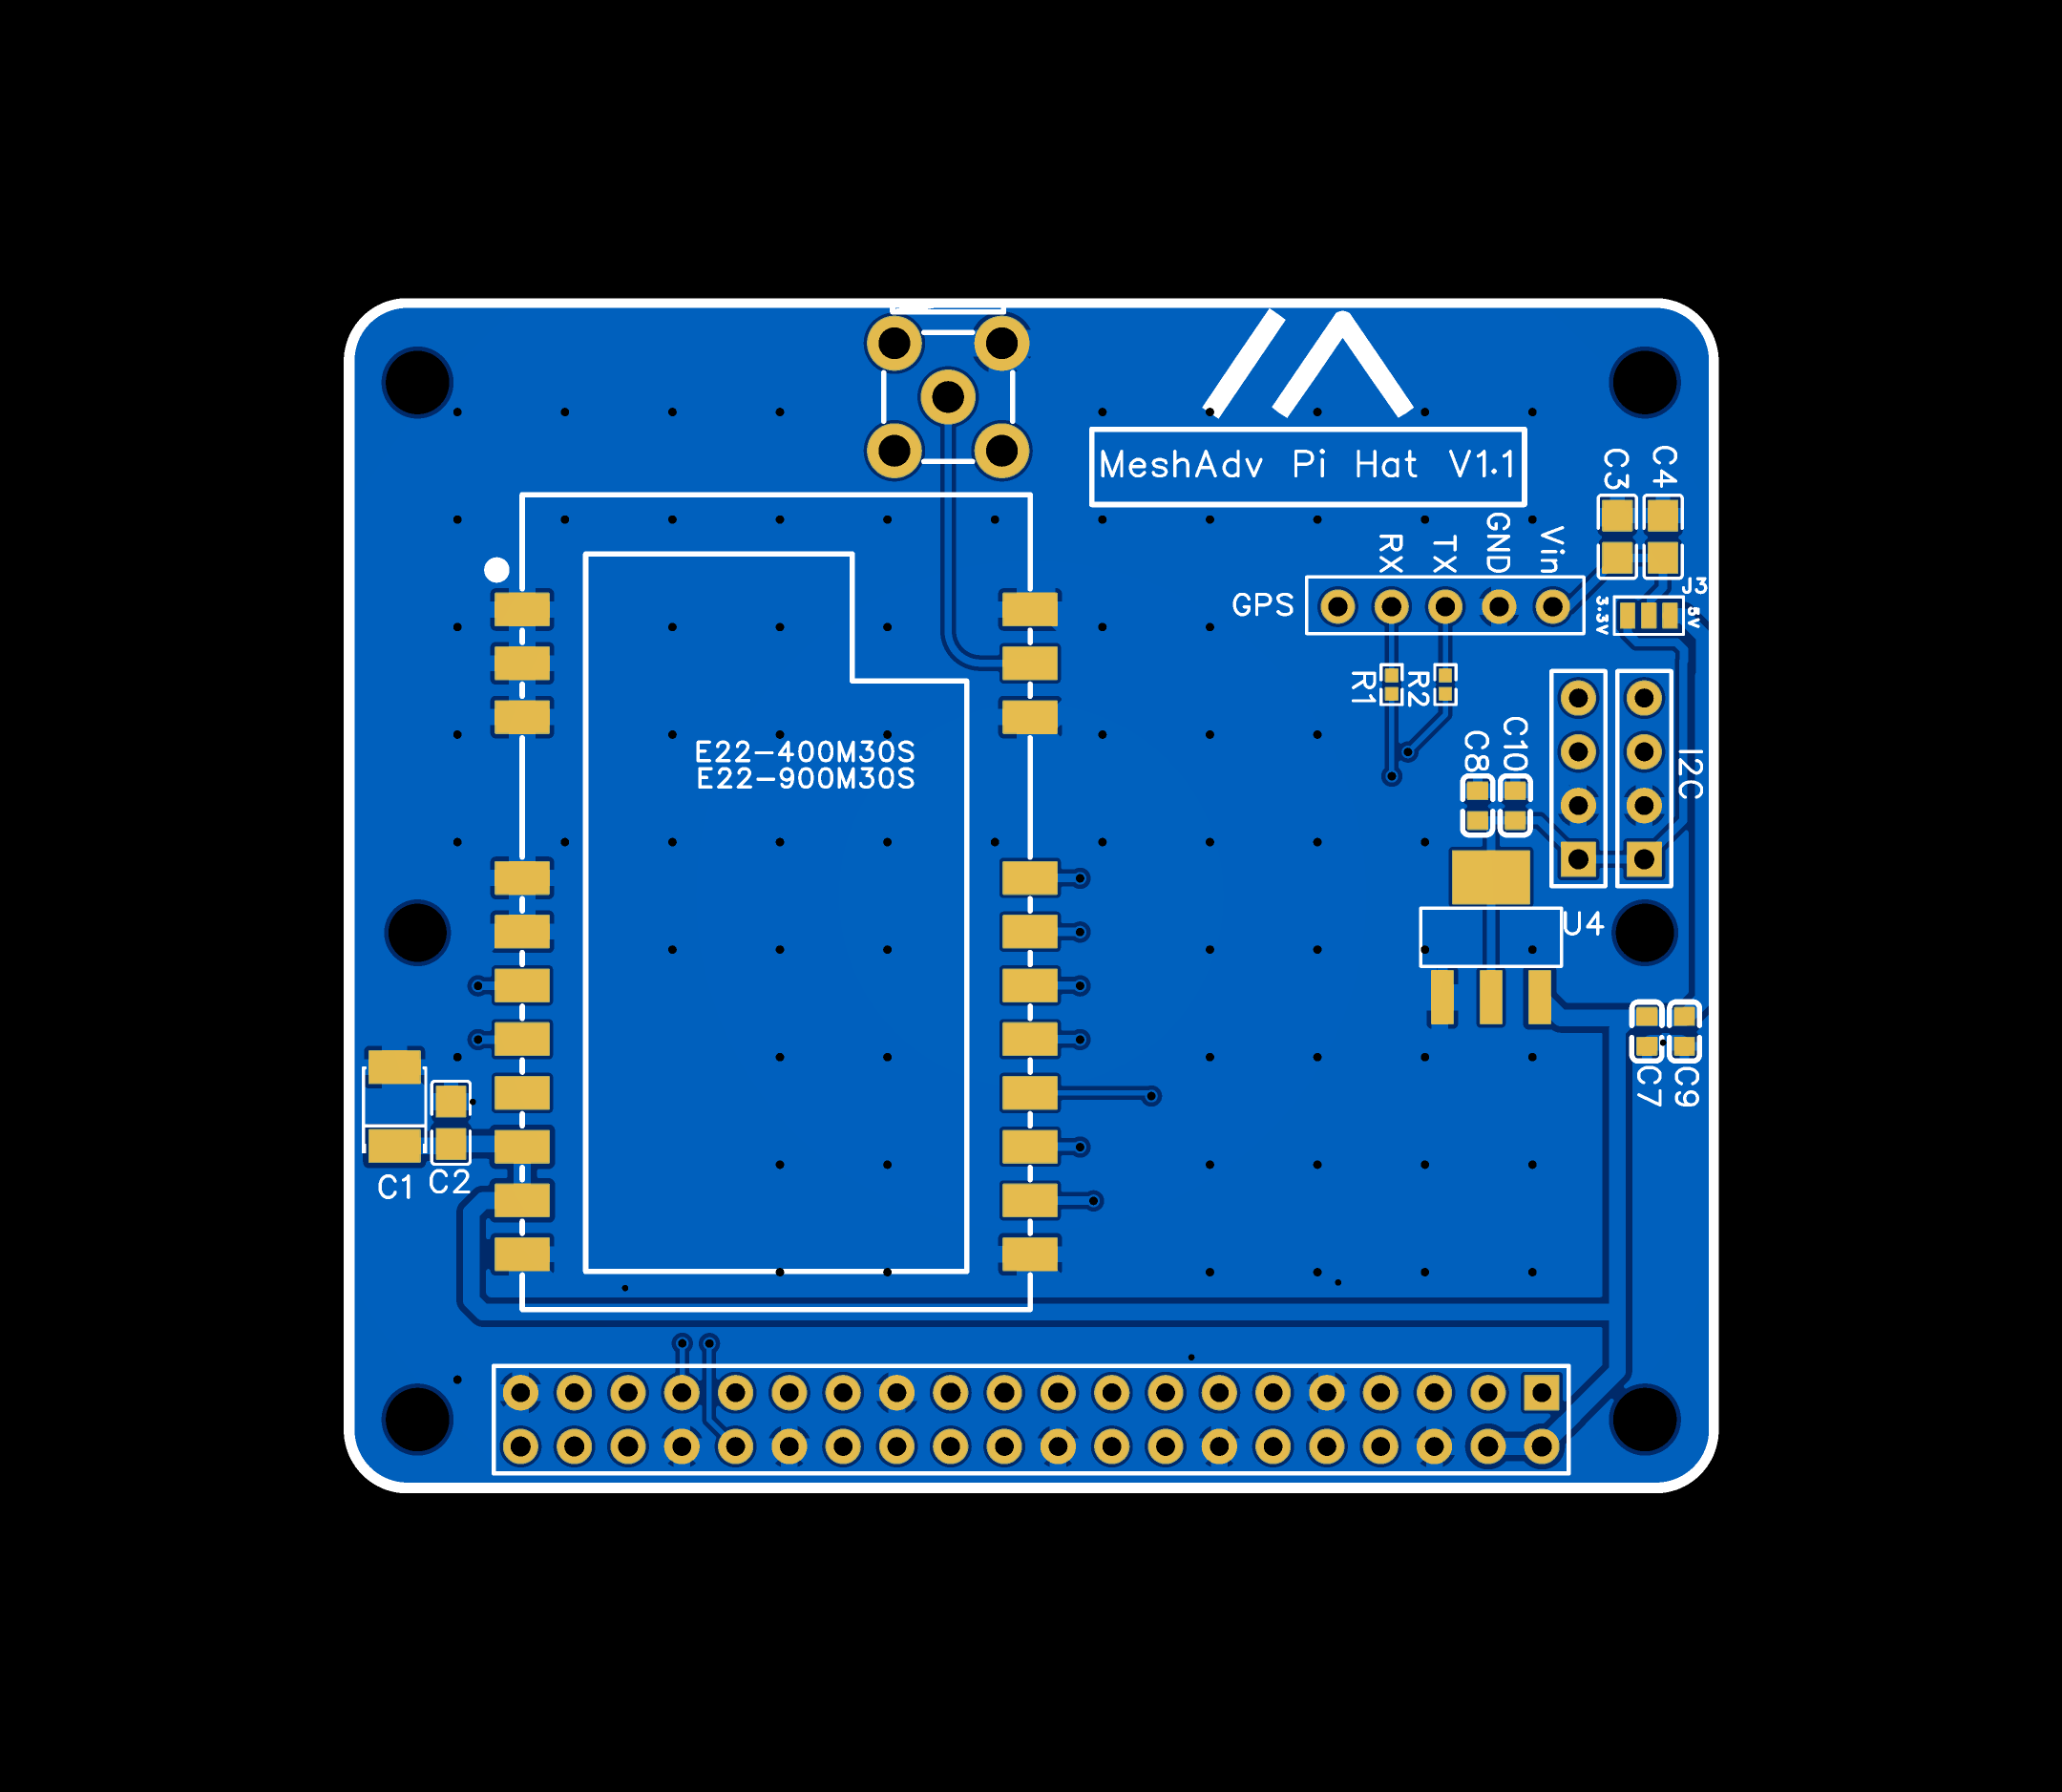 MeshAdv Pi Hat V1.1
C3
C4
RX
TX
GND
Vin
GPS
J3
3.3V
5V
R1
R2
C8
C10
I2C
E22-400M30S
E22-900M30S
U4
C7
C9
C1
C2